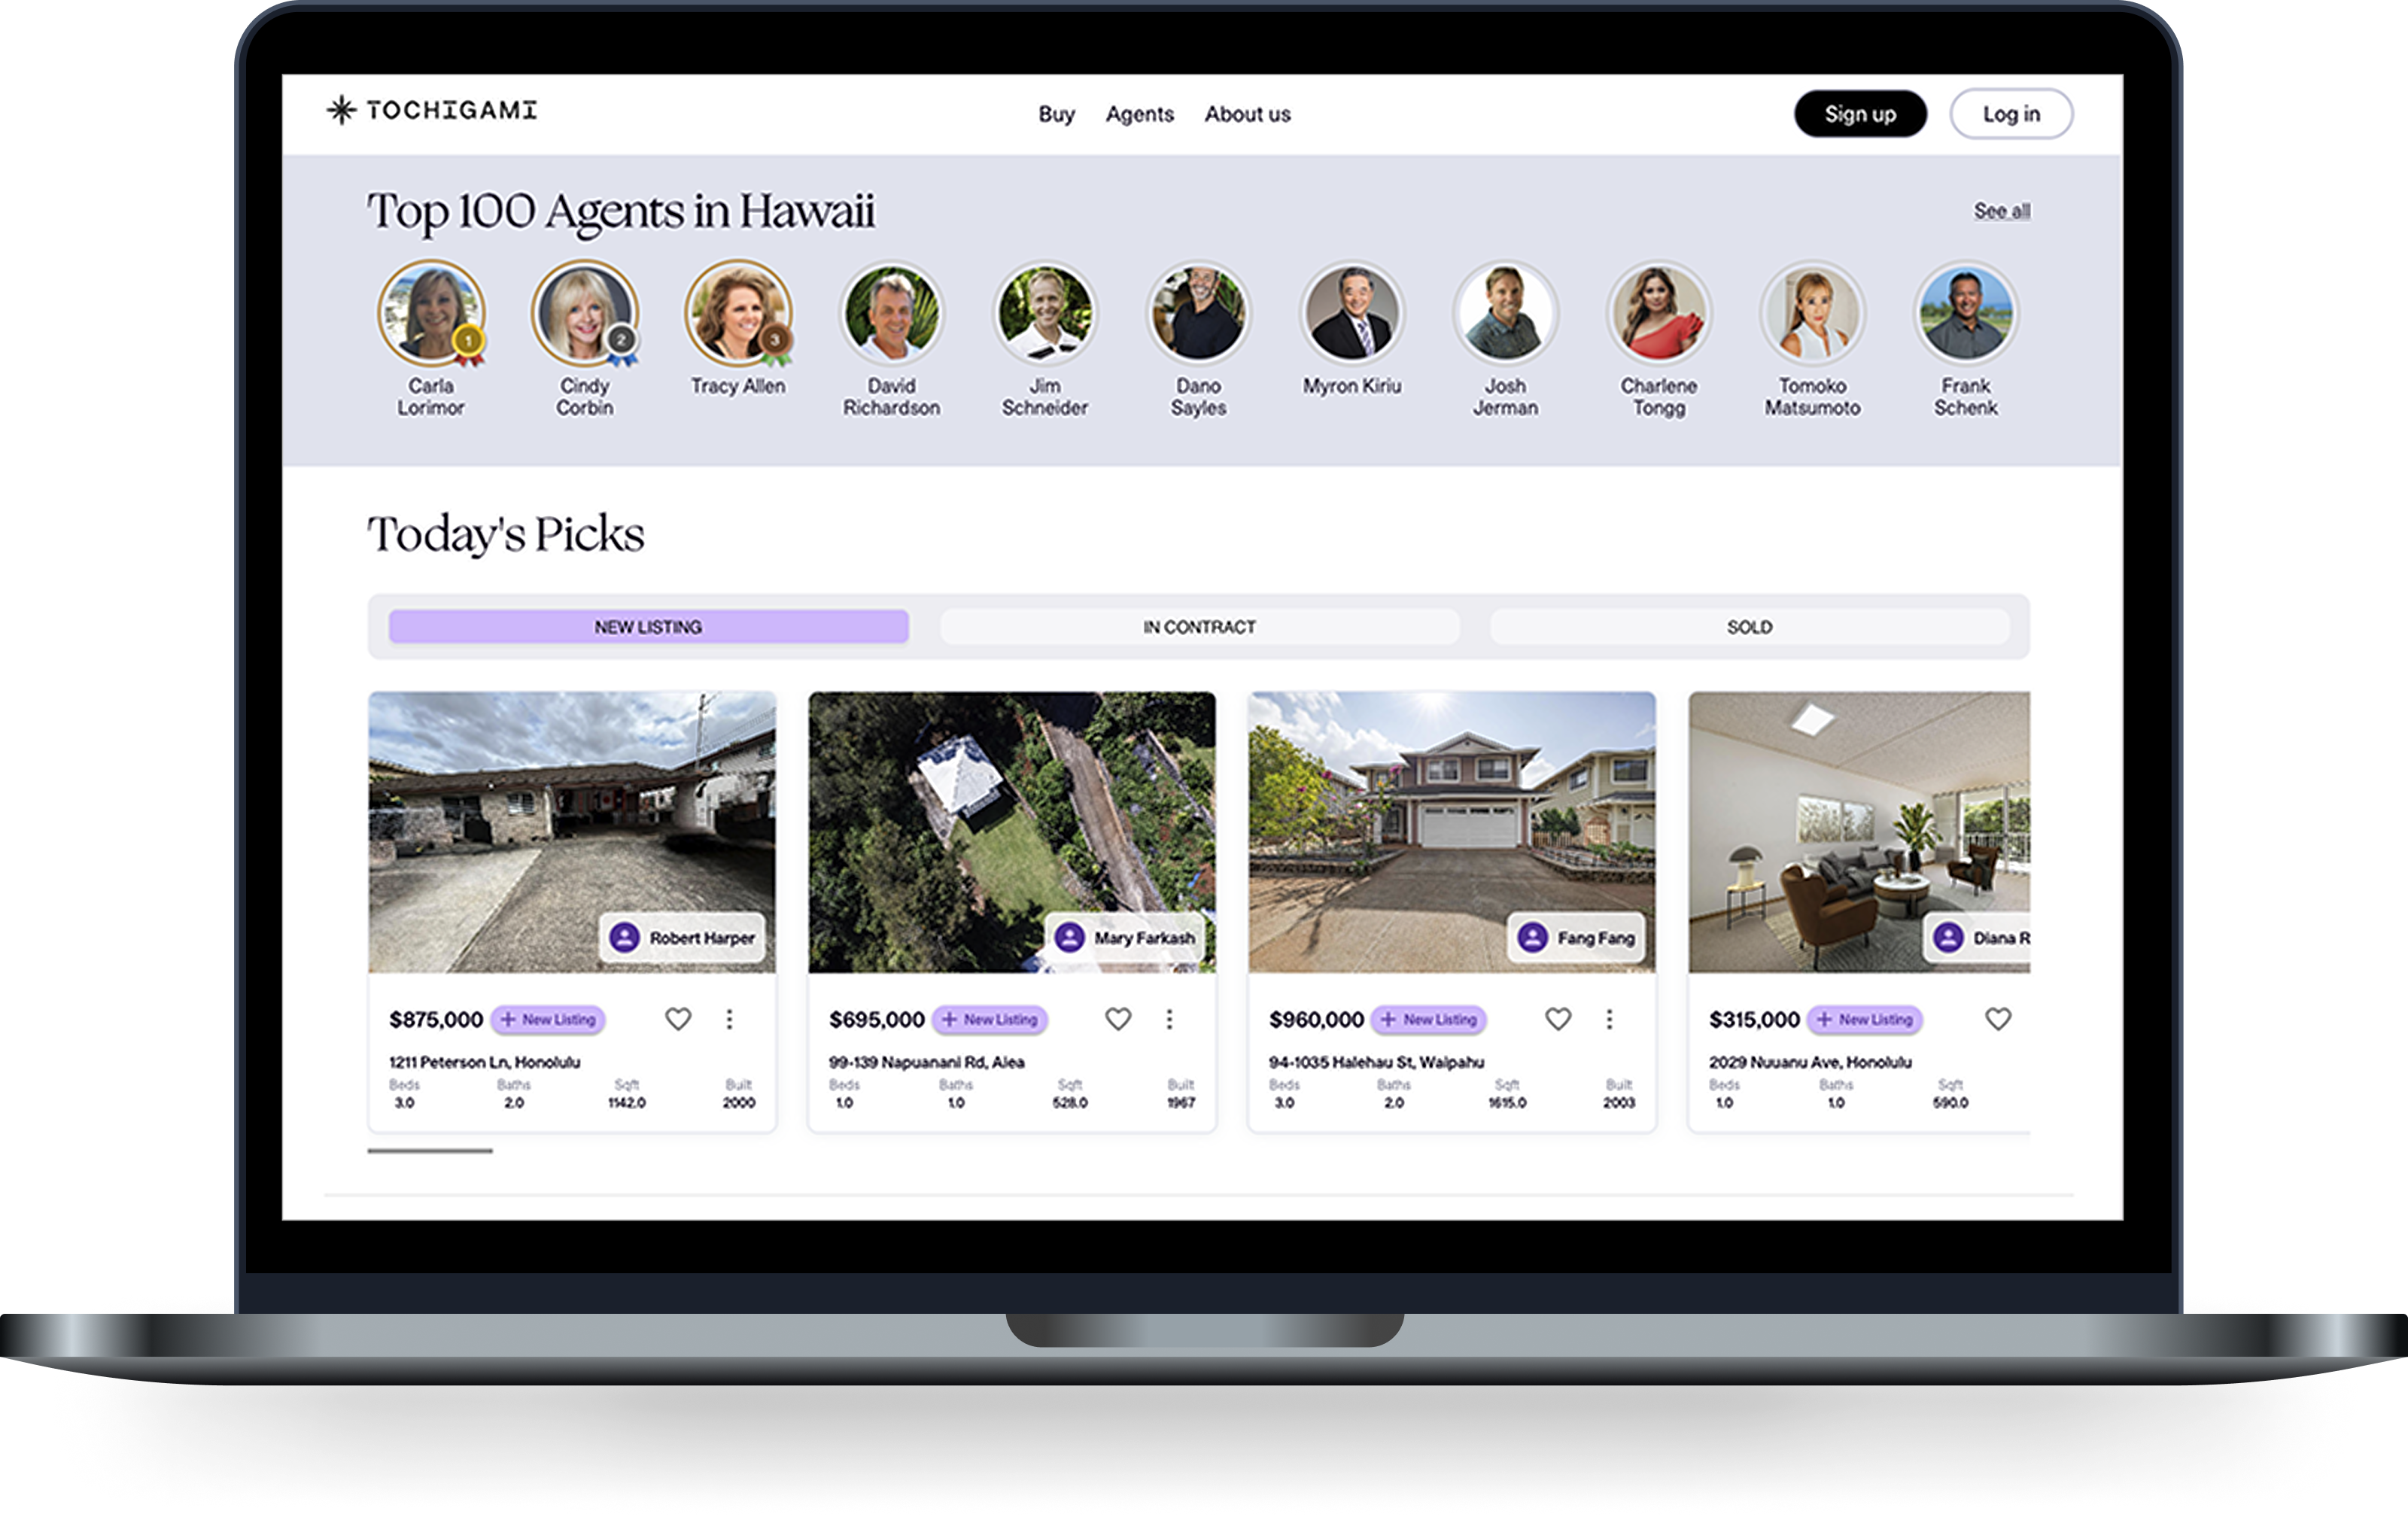 TOCHIGAMI
Buy Agents About us
Sign up Log in
Top 100 Agents in Hawaii
See all
1 2 3
Carla Lorimor
Cindy Corbin
Tracy Allen
David Richardson
Jim Schneider
Dano Sayles
Myron Kiriu
Josh Jerman
Charlene Tongg
Tomoko Matsumoto
Frank Schenk
Today's Picks
NEW LISTING IN CONTRACT SOLD
Robert Harper
$875,000 + New Listing
1211 Peterson Ln, Honolulu
Beds Baths Sqft Built
3.0 2.0 1142.0 2000
Mary Farkash
$695,000 + New Listing
99-139 Napuanani Rd, Aiea
Beds Baths Sqft Built
1.0 1.0 528.0 1967
Fang Fang
$960,000 + New Listing
94-1035 Halehau St, Waipahu
Beds Baths Sqft Built
3.0 2.0 1615.0 2003
Diana R
$315,000 + New Listing
2029 Nuuanu Ave, Honolulu
Beds Baths Sqft
1.0 1.0 590.0